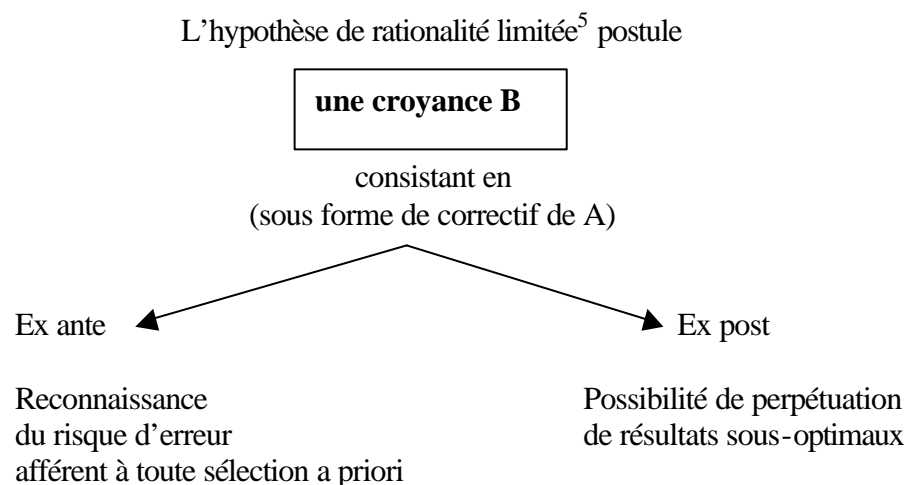 L'hypothèse de rationalité limitée⁵ postule
une croyance B
consistant en
(sous forme de correctif de A)
Ex ante
Ex post
Reconnaissance
du risque d'erreur
afférent à toute sélection a priori
Possibilité de perpétuation
de résultats sous-optimaux